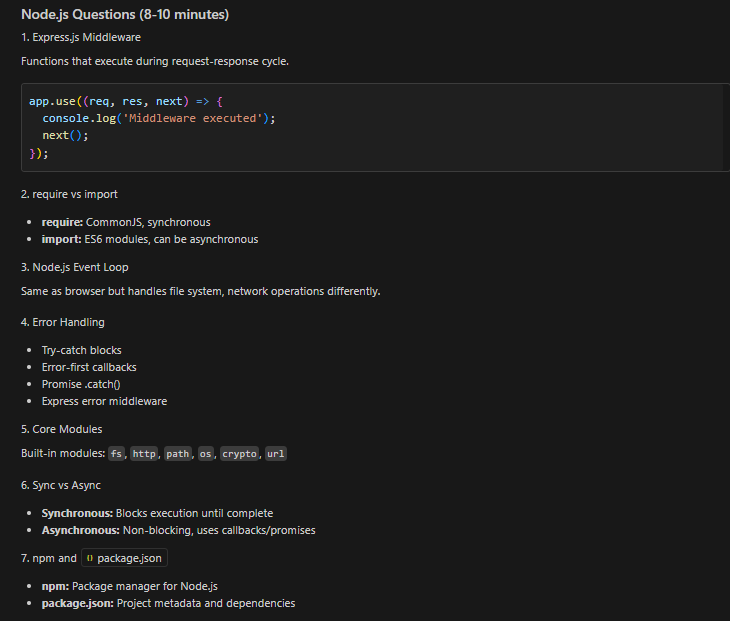 Node.js Questions (8-10 minutes)
1. Express.js Middleware
Functions that execute during request-response cycle.
app.use((req, res, next) => {
  console.log('Middleware executed');
  next();
});
2. require vs import
• require: CommonJS, synchronous
• import: ES6 modules, can be asynchronous
3. Node.js Event Loop
Same as browser but handles file system, network operations differently.
4. Error Handling
• Try-catch blocks
• Error-first callbacks
• Promise .catch()
• Express error middleware
5. Core Modules
Built-in modules: fs, http, path, os, crypto, url
6. Sync vs Async
• Synchronous: Blocks execution until complete
• Asynchronous: Non-blocking, uses callbacks/promises
7. npm and {} package.json
• npm: Package manager for Node.js
• package.json: Project metadata and dependencies